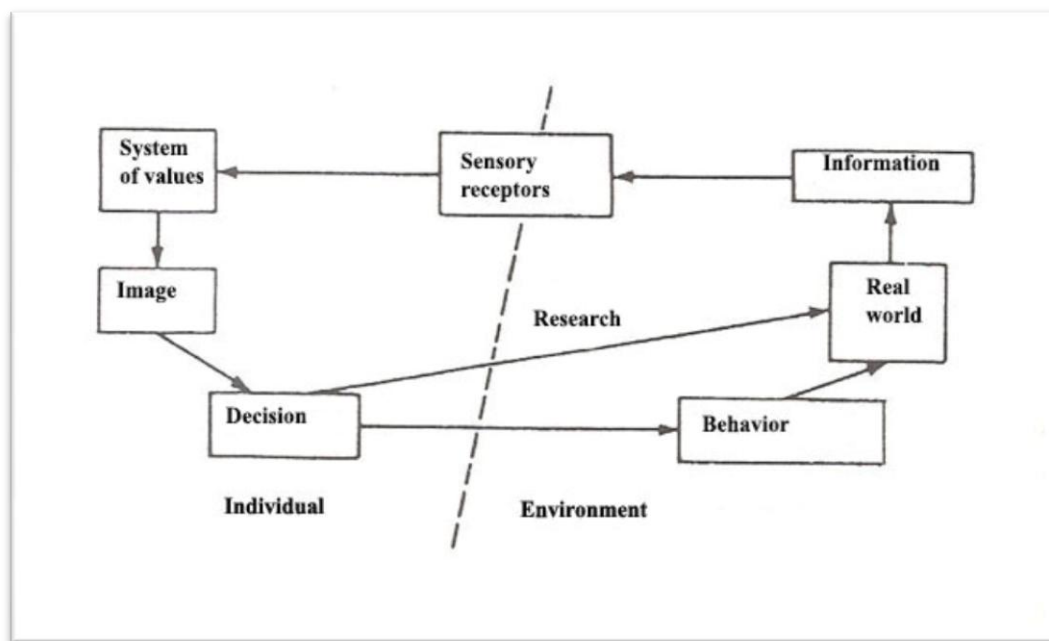 System
of values
Sensory
receptors
Information
Image
Real
world
Research
Decision
Behavior
Individual
Environment